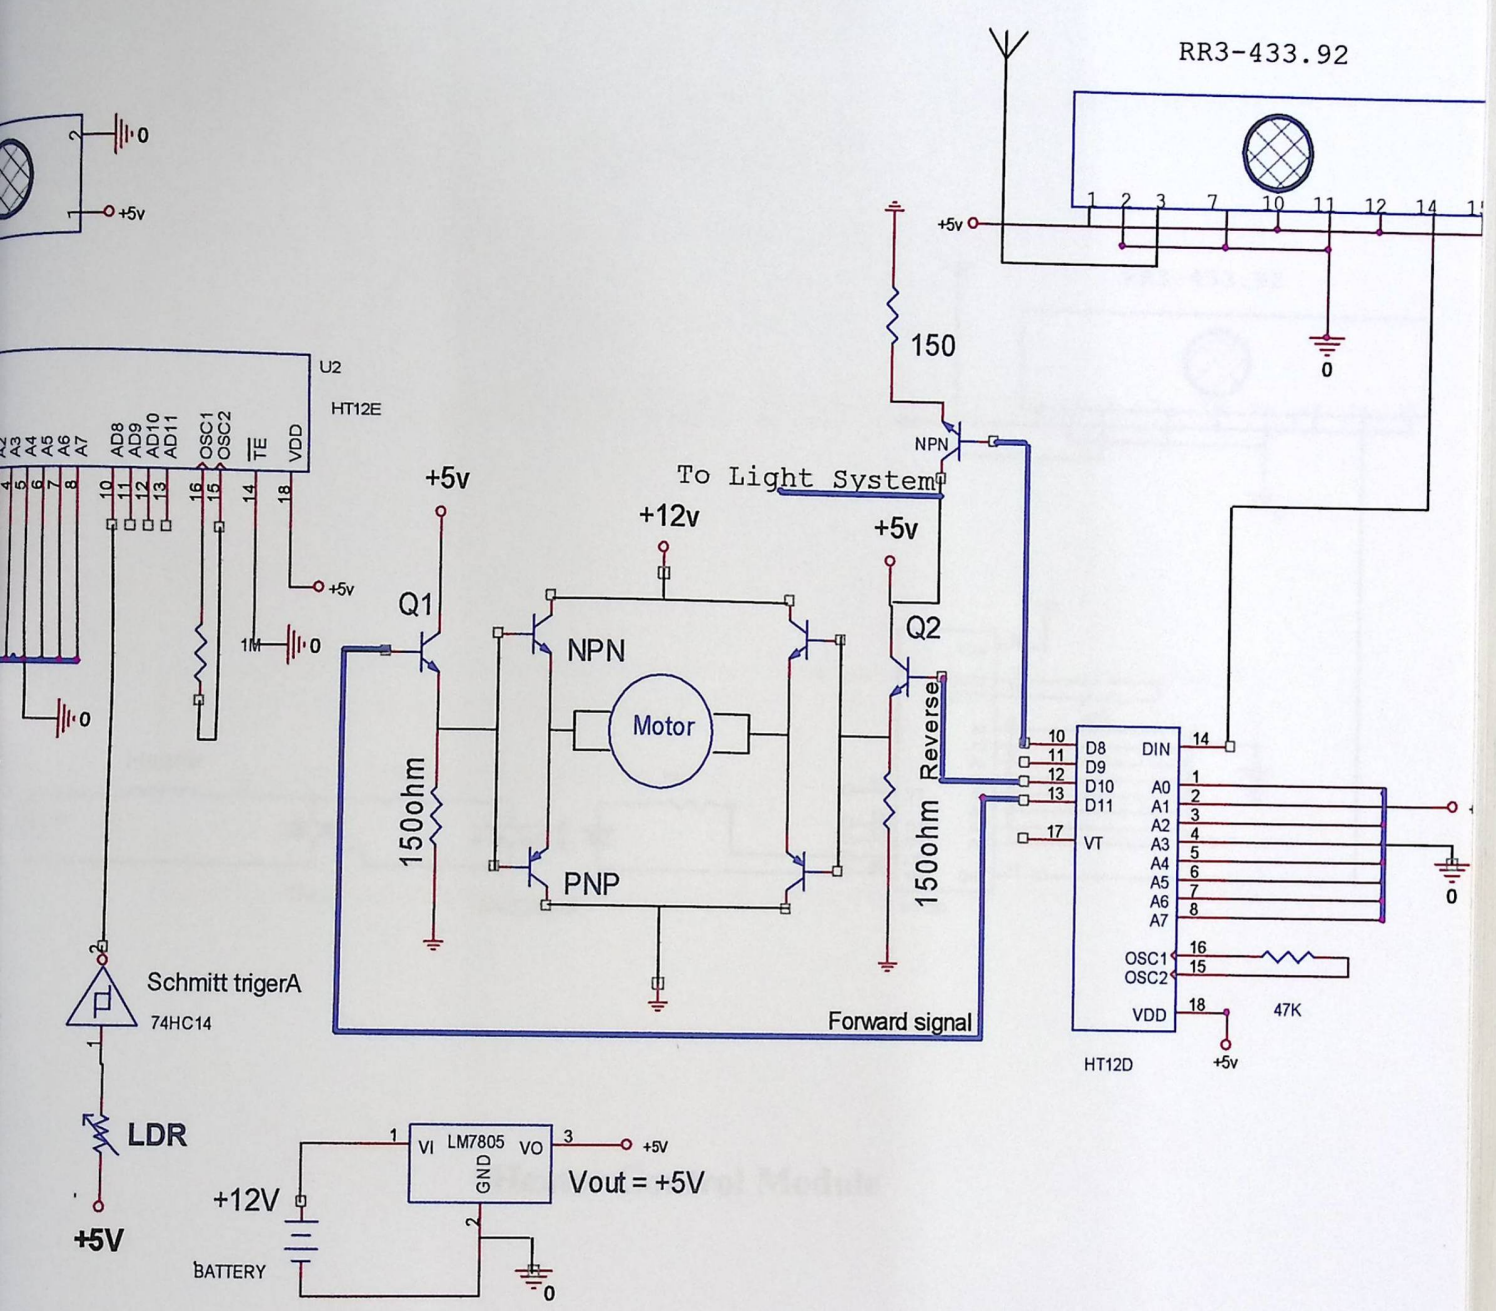 RR3-433.92
1 2 3 7 10 11 12 14
2 0
1 +5v
+5v
0
150
NPN
To Light System
U2
HT12E
A2 A3 A4 A5 A6 A7 AD8 AD9 AD10 AD11 OSC1 OSC2 TE VDD
4 5 6 7 8 10 11 12 13 16 15 14 18
+5v
1M 0
0
+5v
+12v
+5v
Q1
Q2
NPN
Motor
PNP
150ohm
150ohm
Reverse
Forward signal
10 D8 DIN 14
11 D9
12 D10 A0 1
13 D11 A1 2
A2 3
17 VT A3 4
A4 5
A5 6
A6 7
A7 8
OSC1 16
OSC2 15
47K
VDD 18
+5v
HT12D
0
2
Schmitt trigerA
74HC14
1
LDR
+5V
1 VI LM7805 VO 3 +5V
GND
2
Vout = +5V
+12V
BATTERY
0